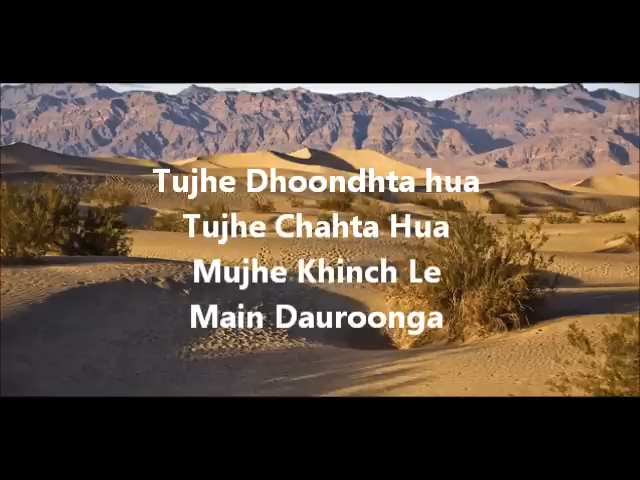 Tujhe Dhoondhta hua
Tujhe Chahta Hua
Mujhe Khinch Le
Main Dauroonga